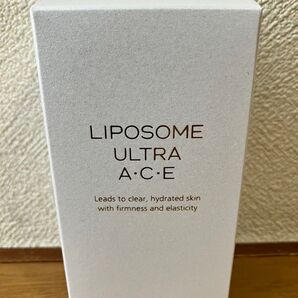 LIPOSOME
ULTRA
A·C·E
Leads to clear, hydrated skin
with firmness and elasticity